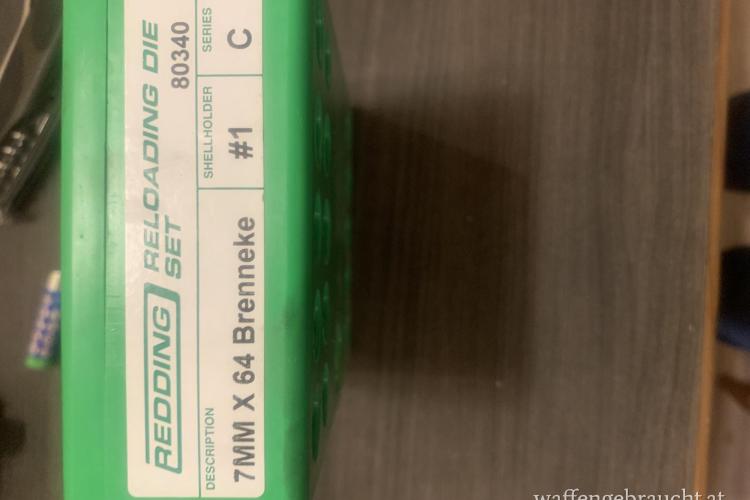 REDDING RELOADING DIE
SET 80340
DESCRIPTION SHELLHOLDER SERIES
7MM X 64 Brenneke #1 C
waffengebraucht.at